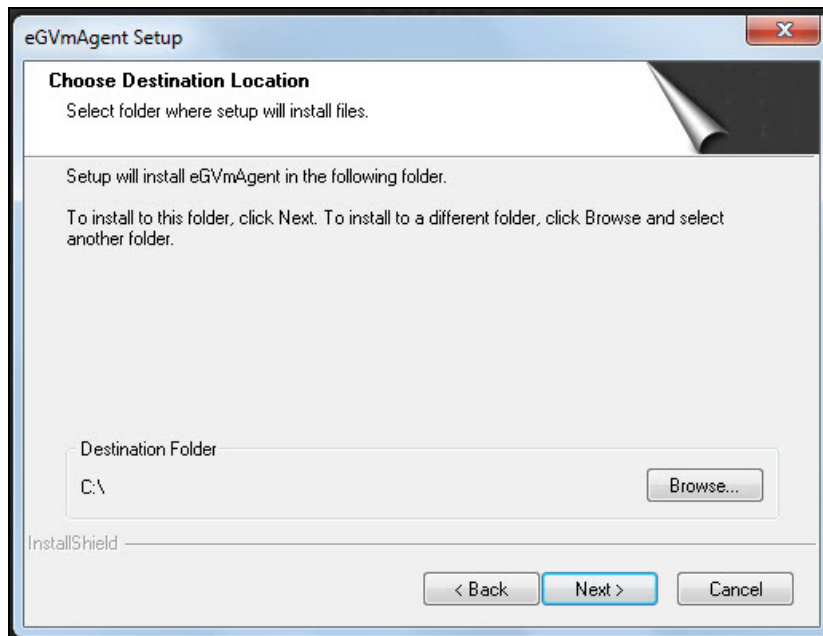 eGVmAgent Setup
Choose Destination Location
Select folder where setup will install files.
Setup will install eGVmAgent in the following folder.
To install to this folder, click Next. To install to a different folder, click Browse and select
another folder.
Destination Folder
C:\
Browse...
InstallShield
< Back
Next >
Cancel